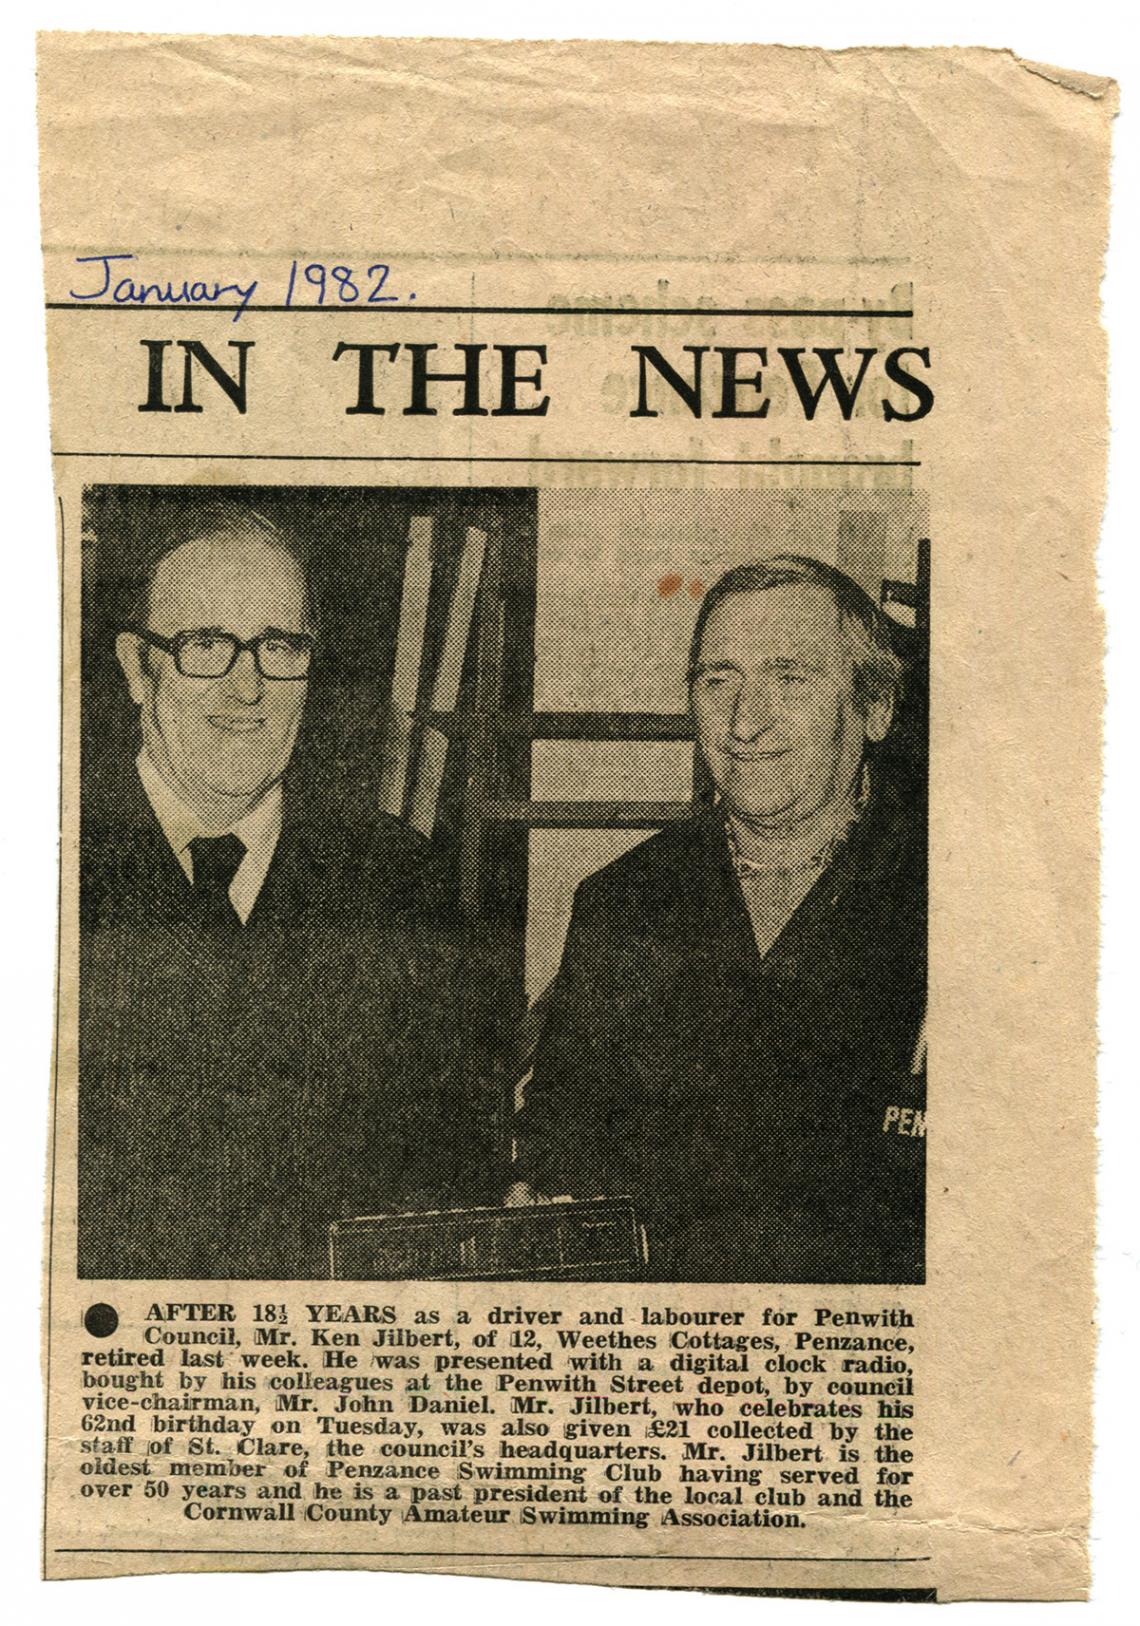 January 1982.
IN THE NEWS
PEN
AFTER 18½ YEARS as a driver and labourer for Penwith
Council, Mr. Ken Jilbert, of 12, Weethes Cottages, Penzance,
retired last week. He was presented with a digital clock radio,
bought by his colleagues at the Penwith Street depot, by council
vice-chairman, Mr. John Daniel. Mr. Jilbert, who celebrates his
62nd birthday on Tuesday, was also given £21 collected by the
staff of St. Clare, the council's headquarters. Mr. Jilbert is the
oldest member of Penzance Swimming Club having served for
over 50 years and he is a past president of the local club and the
Cornwall County Amateur Swimming Association.